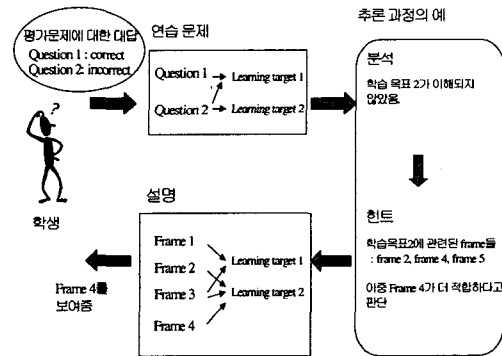 평가문제에 대한 대답
Question 1 : correct
Question 2: incorrect
연습 문제
Question 1
Learning target 1
Question 2
Learning target 2
추론 과정의 예
분석
학습 목표 2가 이해되지
않았음.
힌트
학습목표2에 관련된 frame들
: frame 2, frame 4, frame 5
이중 Frame 4가 더 적합하다고
판단
?
학생
설명
Frame 1
Frame 2
Frame 3
Frame 4
Learning target 1
Learning target 2
Frame 4를
보여줌